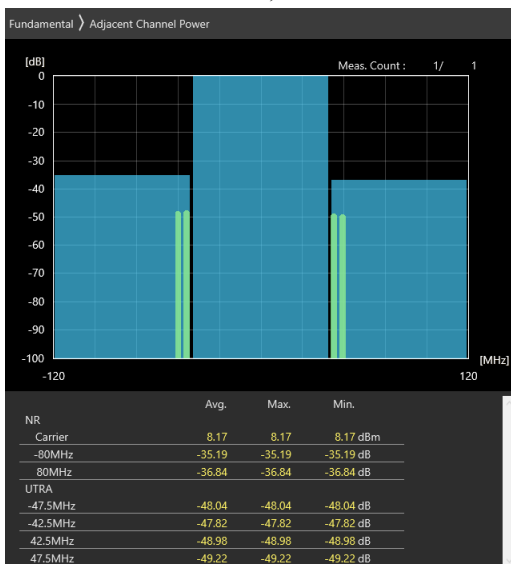 Fundamental 〉 Adjacent Channel Power
[dB] Meas. Count : 1/ 1
0
-10
-20
-30
-40
-50
-60
-70
-80
-90
-100 [MHz]
-120 120
Avg. Max. Min.
NR
Carrier 8.17 8.17 8.17 dBm
-80MHz -35.19 -35.19 -35.19 dB
80MHz -36.84 -36.84 -36.84 dB
UTRA
-47.5MHz -48.04 -48.04 -48.04 dB
-42.5MHz -47.82 -47.82 -47.82 dB
42.5MHz -48.98 -48.98 -48.98 dB
47.5MHz -49.22 -49.22 -49.22 dB